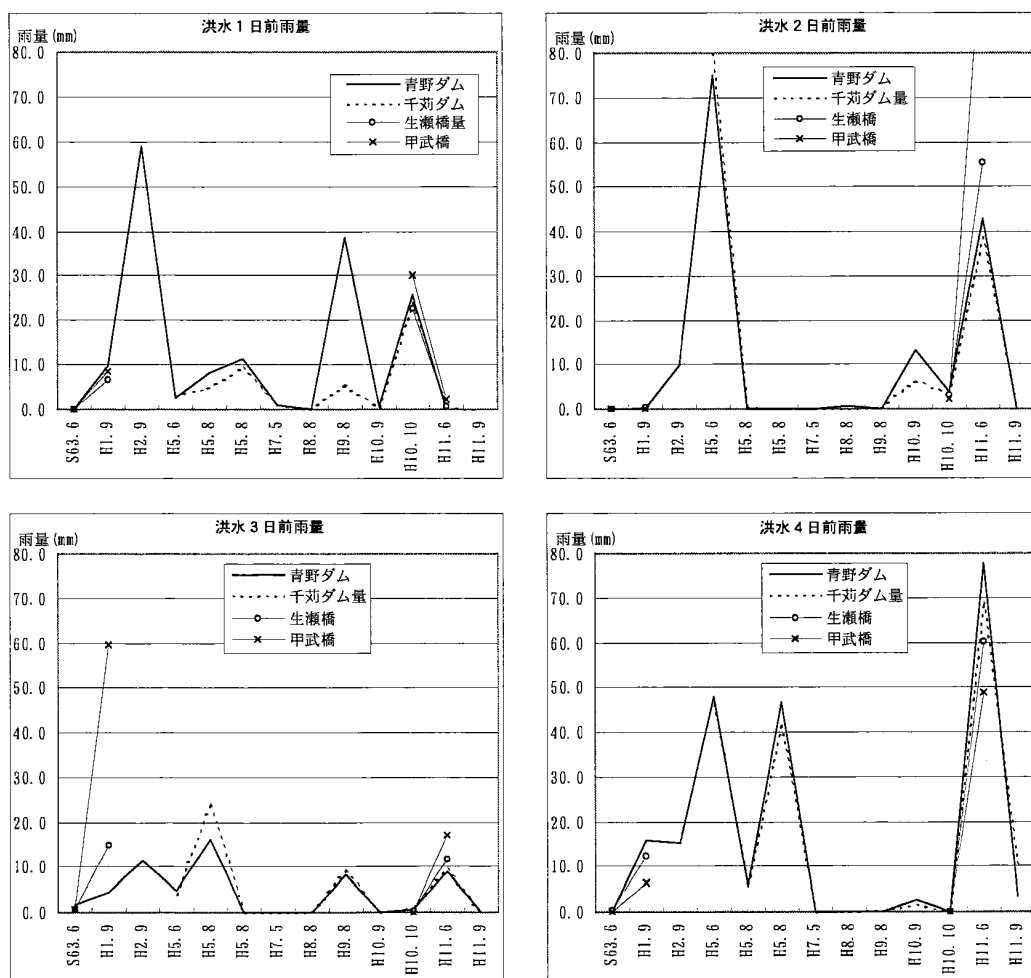 洪水1日前雨量
雨量(mm)
80.0
70.0
60.0
50.0
40.0
30.0
20.0
10.0
0.0
青野ダム
千苅ダム
生瀬橋量
甲武橋
S63.6
H1.9
H2.9
H5.6
H5.8
H5.8
H7.5
H8.8
H9.8
H10.9
H10.10
H11.6
H11.9
洪水2日前雨量
雨量(mm)
80.0
70.0
60.0
50.0
40.0
30.0
20.0
10.0
0.0
青野ダム
千苅ダム量
生瀬橋
甲武橋
S63.6
H1.9
H2.9
H5.6
H5.8
H5.8
H7.5
H8.8
H9.8
H10.9
H10.10
H11.6
H11.9
洪水3日前雨量
雨量(mm)
80.0
70.0
60.0
50.0
40.0
30.0
20.0
10.0
0.0
青野ダム
千苅ダム量
生瀬橋
甲武橋
S63.6
H1.9
H2.9
H5.6
H5.8
H5.8
H7.5
H8.8
H9.8
H10.9
H10.10
H11.6
H11.9
洪水4日前雨量
雨量(mm)
80.0
70.0
60.0
50.0
40.0
30.0
20.0
10.0
0.0
青野ダム
千苅ダム量
生瀬橋
甲武橋
S63.6
H1.9
H2.9
H5.6
H5.8
H5.8
H7.5
H8.8
H9.8
H10.9
H10.10
H11.6
H11.9